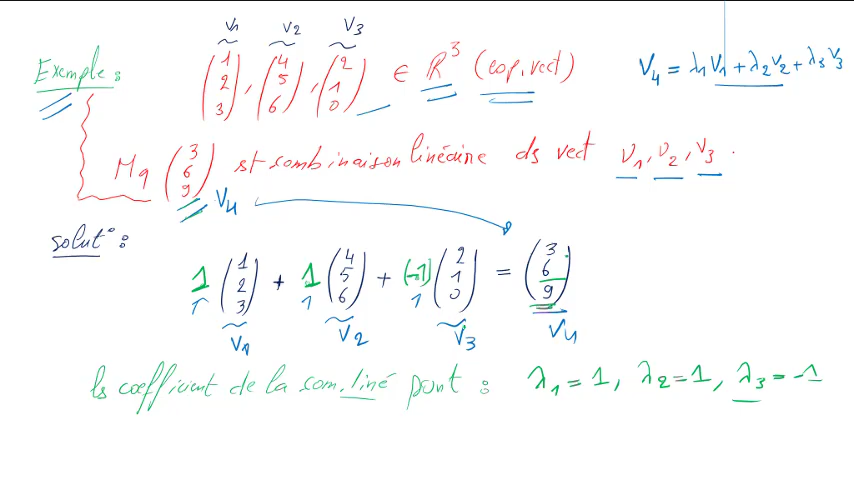 v1 v2 v3
Exemple : (1 2 3), (4 5 6), (2 1 0) ∈ ℝ³ (esp. vect) V4 = λ1V1 + λ2V2 + λ3V3
Mq (3 6 9) st combinaison linéaire ds vect v1, v2, v3.
V4
solut° :
1 (1 2 3) + 1 (4 5 6) + (-1) (2 1 0) = (3 6 9)
V1 V2 V3 V4
ls coefficient de la com. liné pont : λ1 = 1, λ2 = 1, λ3 = -1